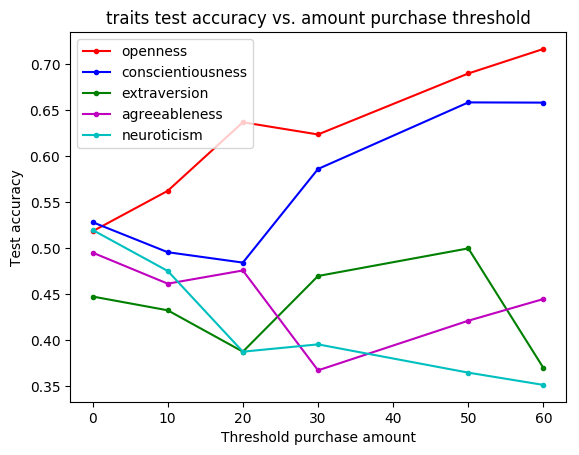 traits test accuracy vs. amount purchase threshold
openness
conscientiousness
extraversion
agreeableness
neuroticism
Test accuracy
0.70
0.65
0.60
0.55
0.50
0.45
0.40
0.35
0 10 20 30 40 50 60
Threshold purchase amount